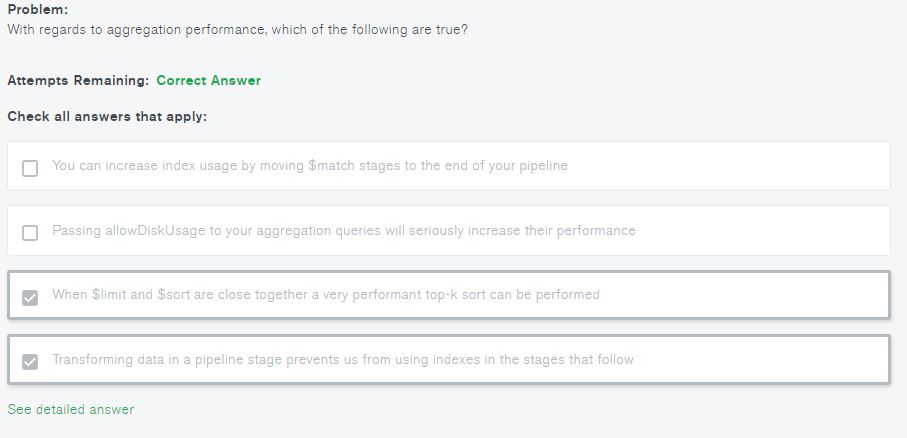 Problem:
With regards to aggregation performance, which of the following are true?
Attempts Remaining: Correct Answer
Check all answers that apply:
You can increase index usage by moving $match stages to the end of your pipeline
Passing allowDiskUsage to your aggregation queries will seriously increase their performance
When $limit and $sort are close together a very performant top-k sort can be performed
Transforming data in a pipeline stage prevents us from using indexes in the stages that follow
See detailed answer